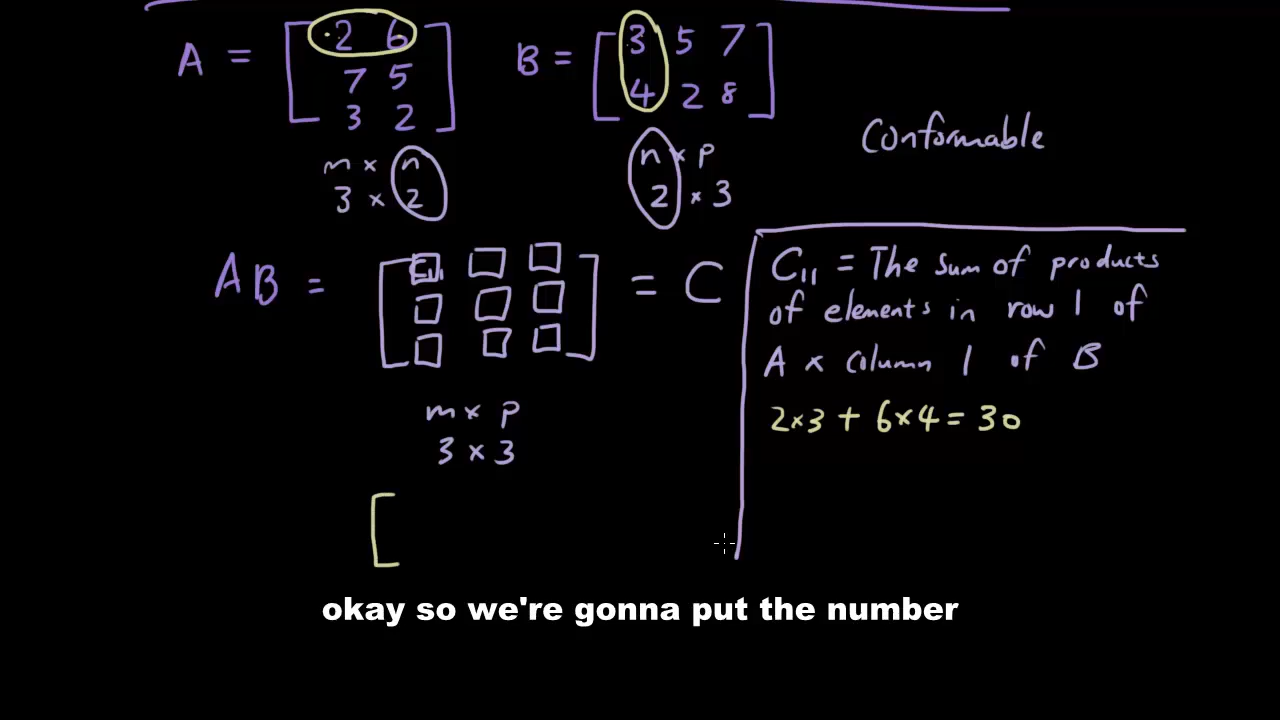 A = [ 2 6 B = [ 3 5 7
7 5 4 2 8 ]
3 2 ]
Conformable
m × n n × p
3 × 2 2 × 3
AB = [ C11 ] = C
C11 = The sum of products
of elements in row 1 of
A × column 1 of B
m × p 2×3 + 6×4 = 30
3 × 3
[
okay so we're gonna put the number